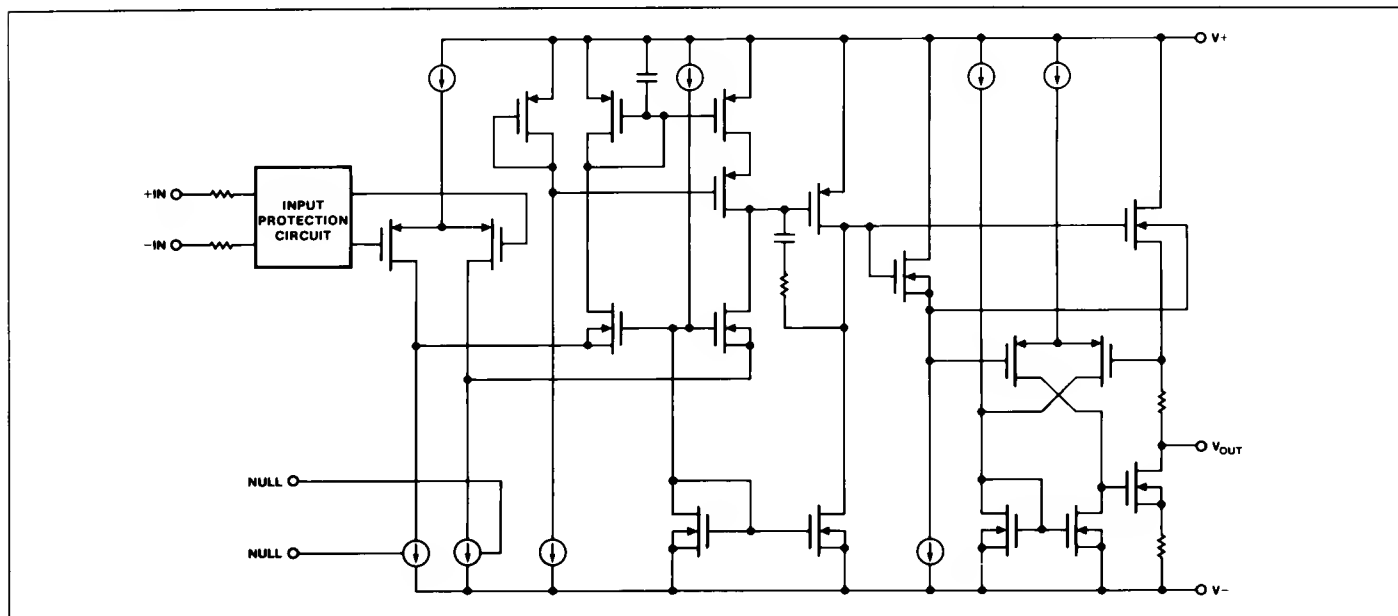 V+
+IN
-IN
INPUT
PROTECTION
CIRCUIT
VOUT
NULL
NULL
V-